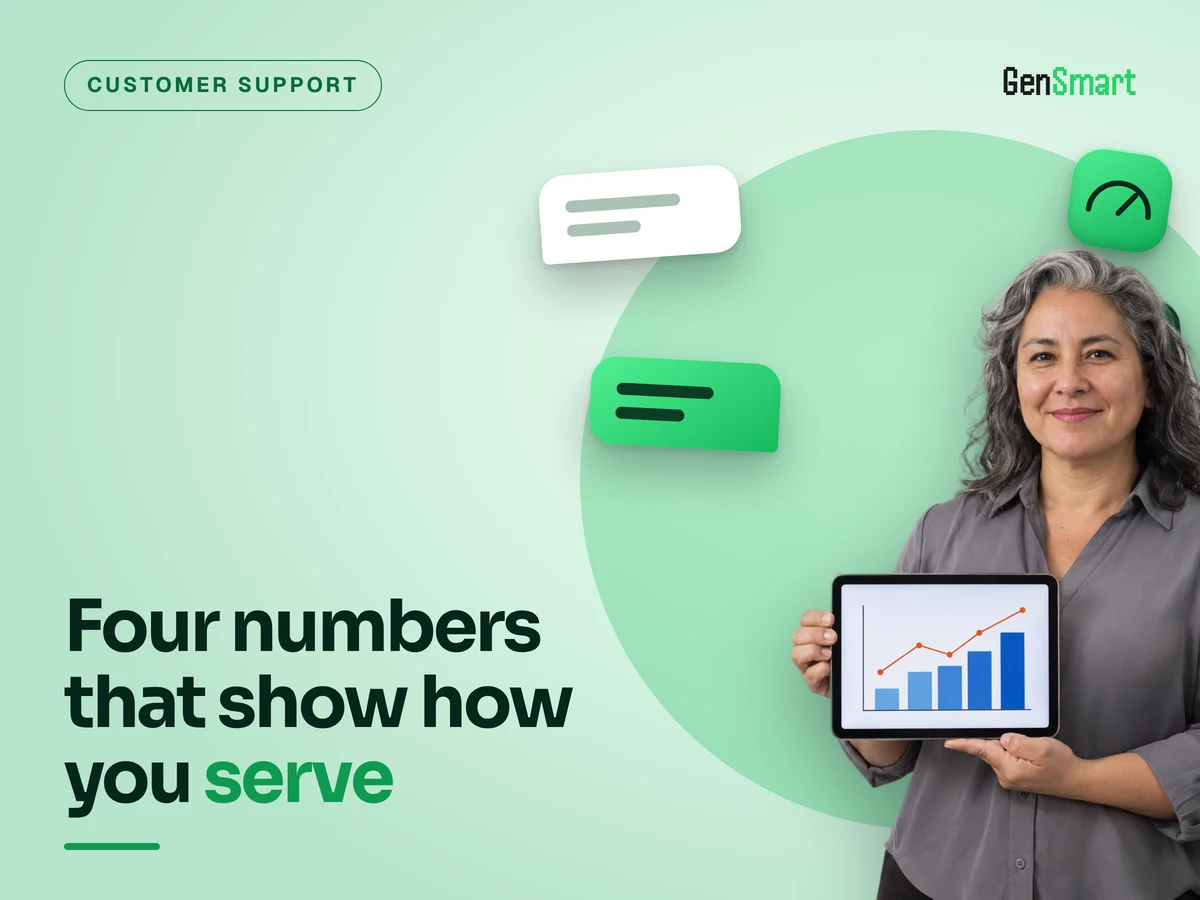 CUSTOMER SUPPORT
GenSmart
Four numbers
that show how
you serve